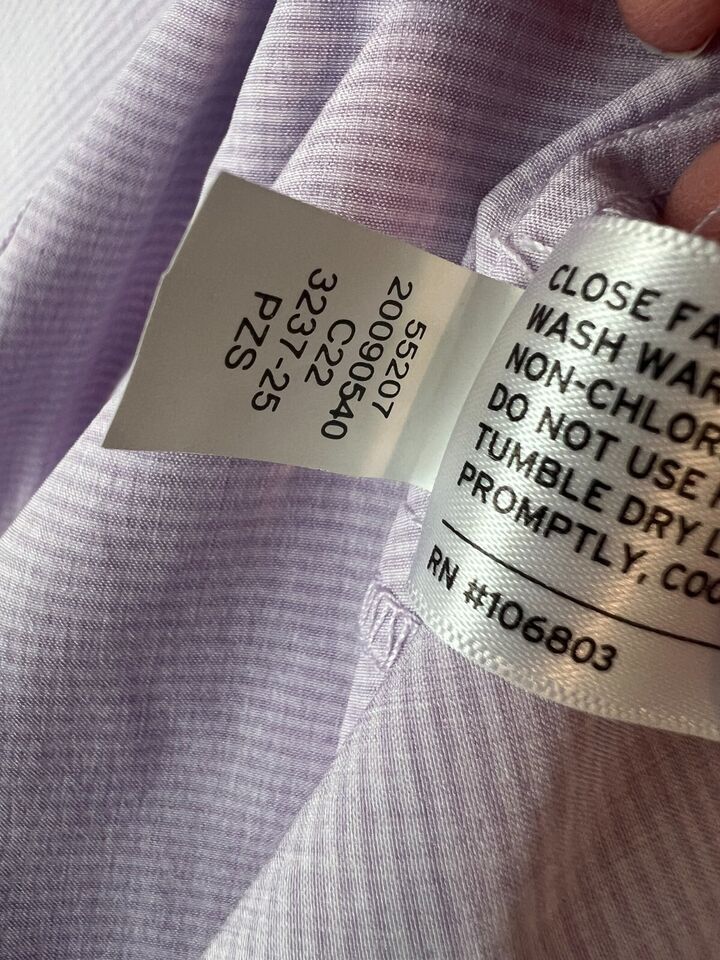 55207
20090540
C22
3237-25
PZS
CLOSE FA
WASH WAR
NON-CHLOR
DO NOT USE
TUMBLE DRY L
PROMPTLY, COO
RN #106803